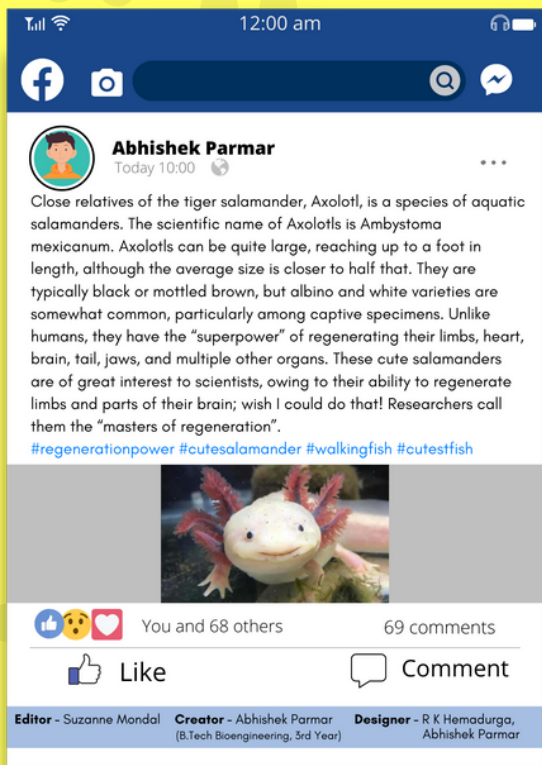 12:00 am
Abhishek Parmar
Today 10:00
Close relatives of the tiger salamander, Axolotl, is a species of aquatic
salamanders. The scientific name of Axolotls is Ambystoma
mexicanum. Axolotls can be quite large, reaching up to a foot in
length, although the average size is closer to half that. They are
typically black or mottled brown, but albino and white varieties are
somewhat common, particularly among captive specimens. Unlike
humans, they have the “superpower” of regenerating their limbs, heart,
brain, tail, jaws, and multiple other organs. These cute salamanders
are of great interest to scientists, owing to their ability to regenerate
limbs and parts of their brain; wish I could do that! Researchers call
them the “masters of regeneration”.
#regenerationpower #cutesalamander #walkingfish #cutestfish
You and 68 others 69 comments
Like Comment
Editor - Suzanne Mondal Creator - Abhishek Parmar Designer - R K Hemadurga,
(B.Tech Bioengineering, 3rd Year) Abhishek Parmar